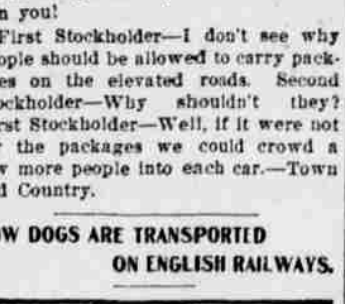 n you!
First Stockholder—I don't see why
ople should be allowed to carry pack-
es on the elevated roads. Second
ockholder—Why shouldn't they?
rst Stockholder—Well, if it were not
r the packages we could crowd a
w more people into each car.—Town
d Country.
OW DOGS ARE TRANSPORTED
ON ENGLISH RAILWAYS.